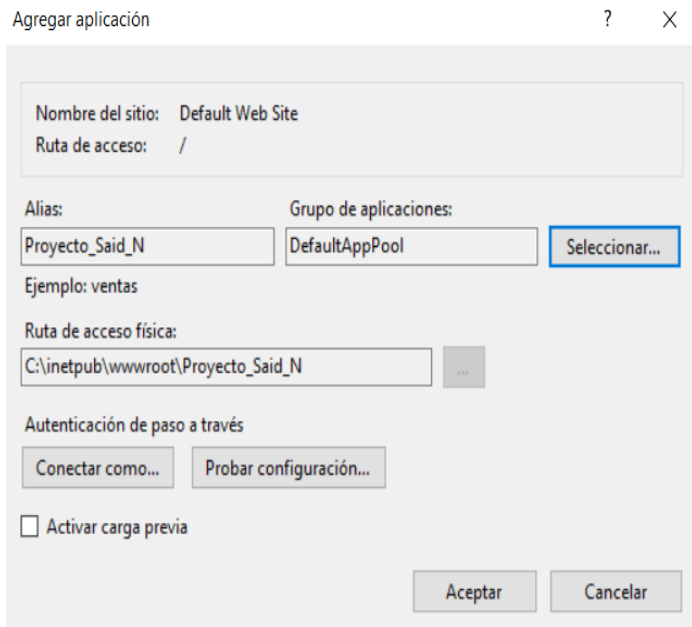 Agregar aplicación ? X
Nombre del sitio: Default Web Site
Ruta de acceso: /
Alias: Grupo de aplicaciones:
Proyecto_Said_N DefaultAppPool Seleccionar...
Ejemplo: ventas
Ruta de acceso física:
C:\inetpub\wwwroot\Proyecto_Said_N ...
Autenticación de paso a través
Conectar como... Probar configuración...
Activar carga previa
Aceptar Cancelar